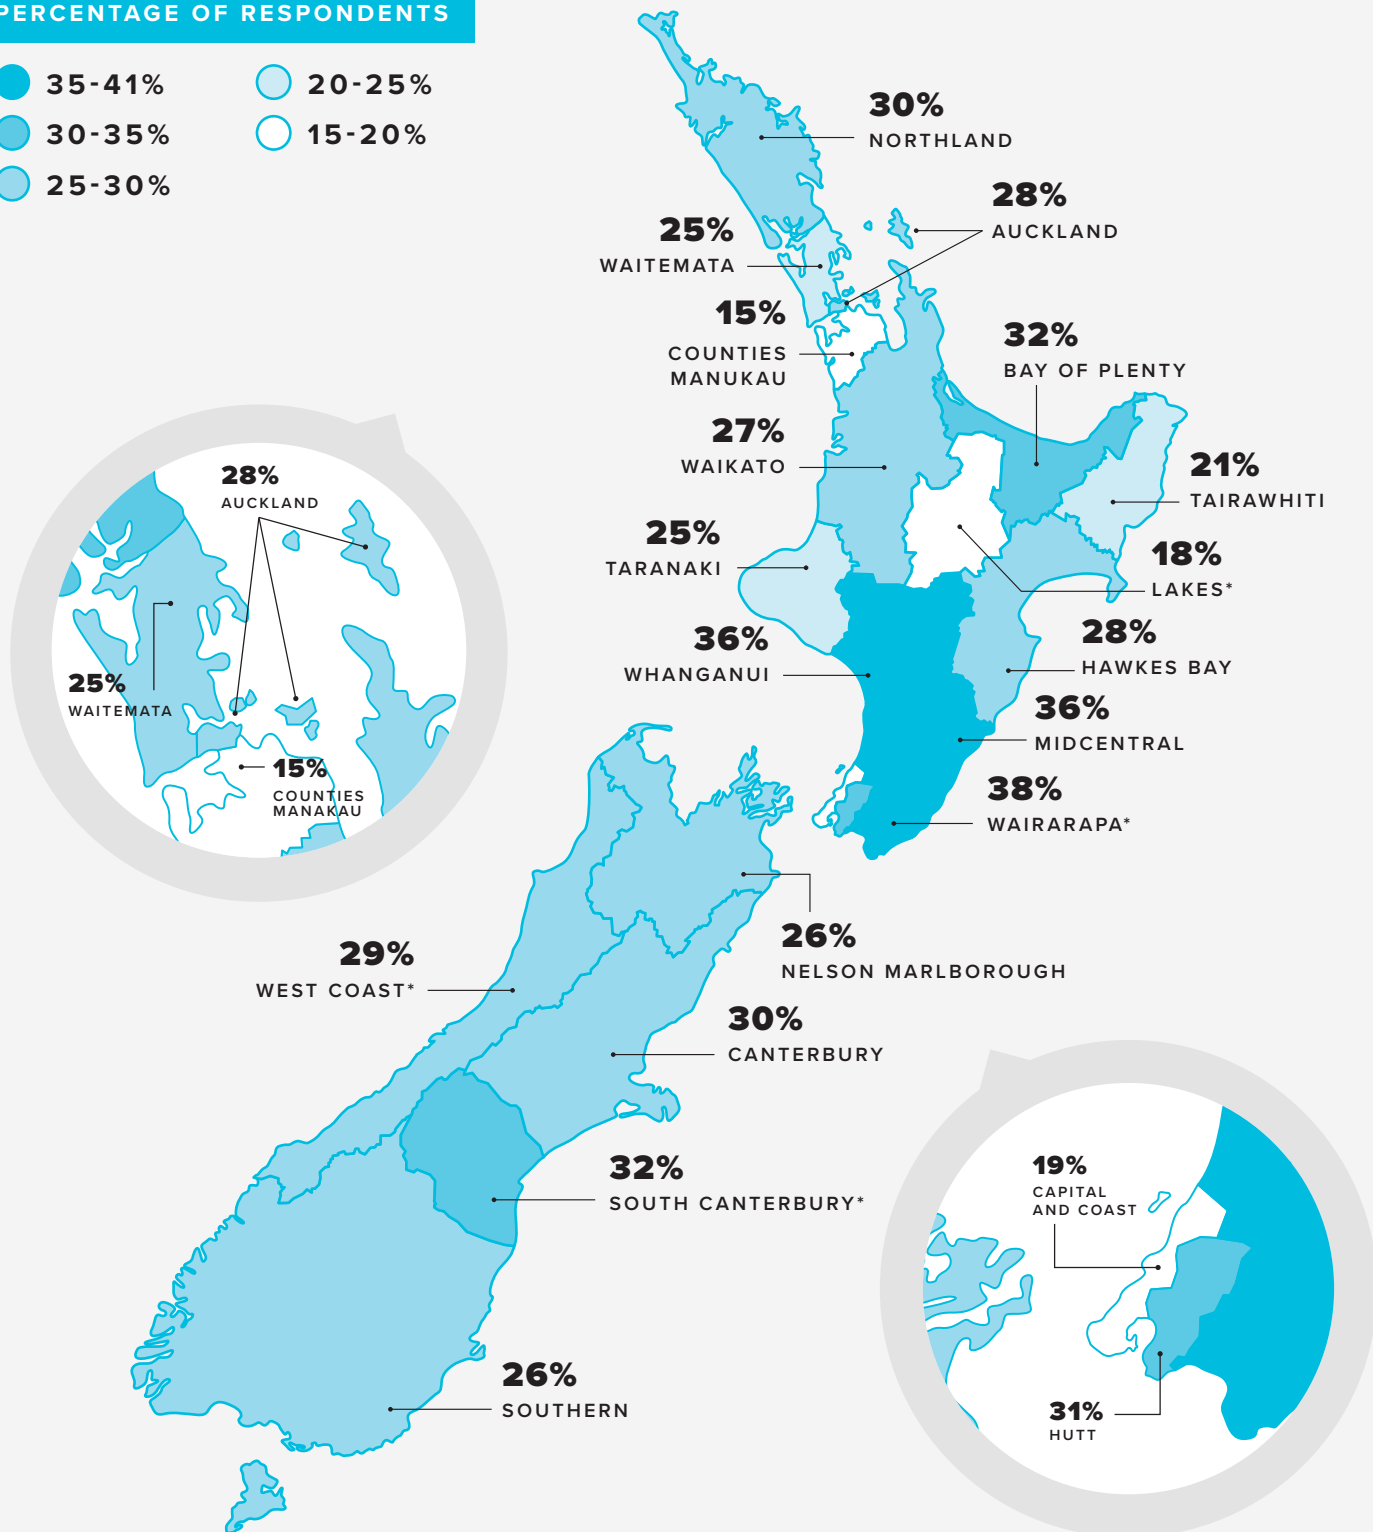 PERCENTAGE OF RESPONDENTS
35-41%
20-25%
30-35%
15-20%
25-30%
30%
NORTHLAND
28%
AUCKLAND
25%
WAITEMATA
15%
COUNTIES
MANUKAU
32%
BAY OF PLENTY
27%
WAIKATO
21%
TAIRAWHITI
25%
TARANAKI
18%
LAKES*
36%
WHANGANUI
28%
HAWKES BAY
36%
MIDCENTRAL
38%
WAIRARAPA*
28%
AUCKLAND
25%
WAITEMATA
15%
COUNTIES
MANAKAU
26%
NELSON MARLBOROUGH
29%
WEST COAST*
30%
CANTERBURY
32%
SOUTH CANTERBURY*
26%
SOUTHERN
19%
CAPITAL
AND COAST
31%
HUTT